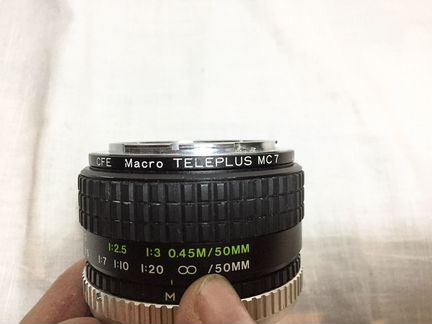 CFE Macro TELEPLUS MC7
1:2.5 1:3 0.45M/50MM
1:7 1:10 1:20 ∞ /50MM
M